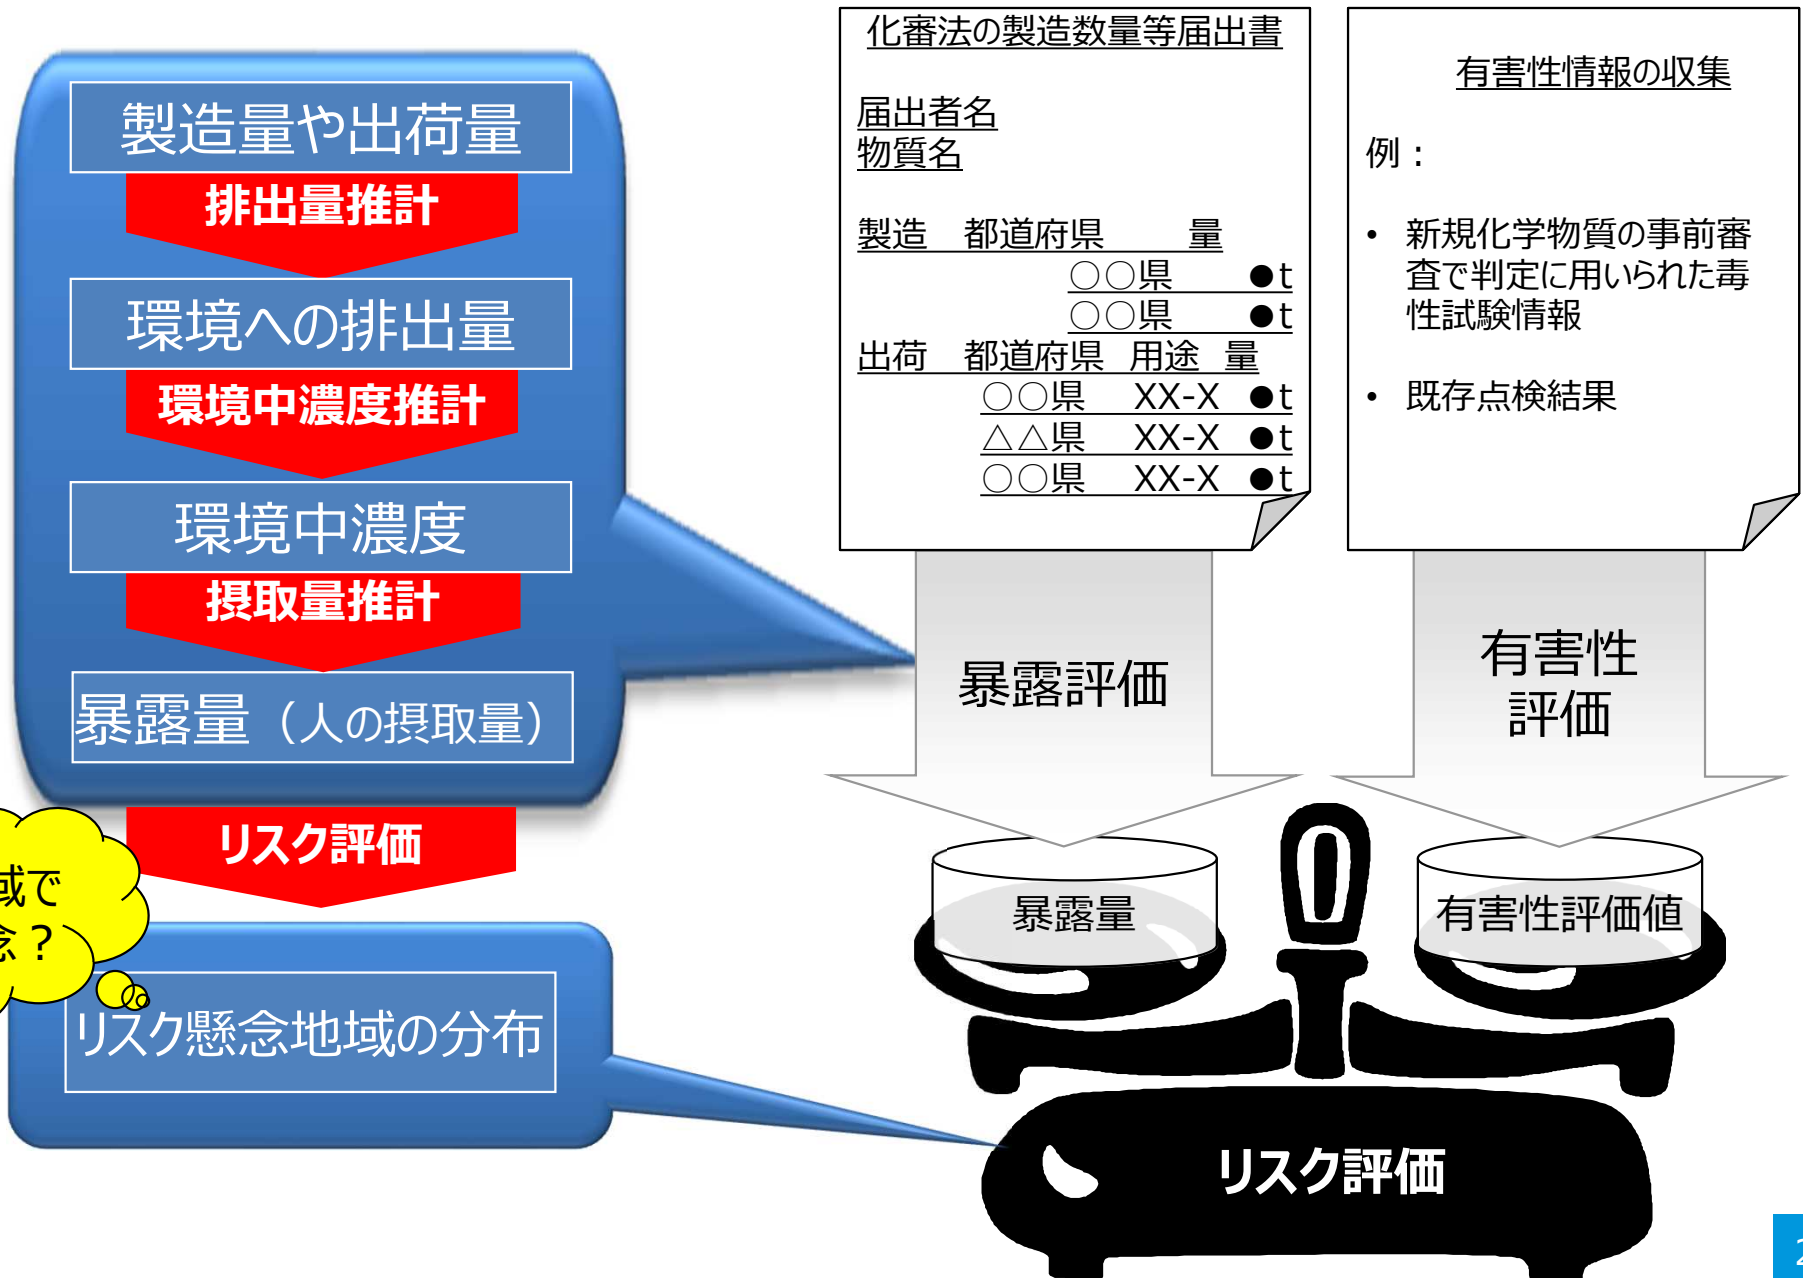 製造量や出荷量
排出量推計
環境への排出量
環境中濃度推計
環境中濃度
摂取量推計
暴露量（人の摂取量）
リスク評価
域で
念？
リスク懸念地域の分布
化審法の製造数量等届出書
届出者名
物質名
製造 都道府県 量
○○県 ●t
○○県 ●t
出荷 都道府県 用途 量
○○県 XX-X ●t
△△県 XX-X ●t
○○県 XX-X ●t
有害性情報の収集
例：
• 新規化学物質の事前審
査で判定に用いられた毒
性試験情報
• 既存点検結果
暴露評価
有害性
評価
暴露量
有害性評価値
リスク評価